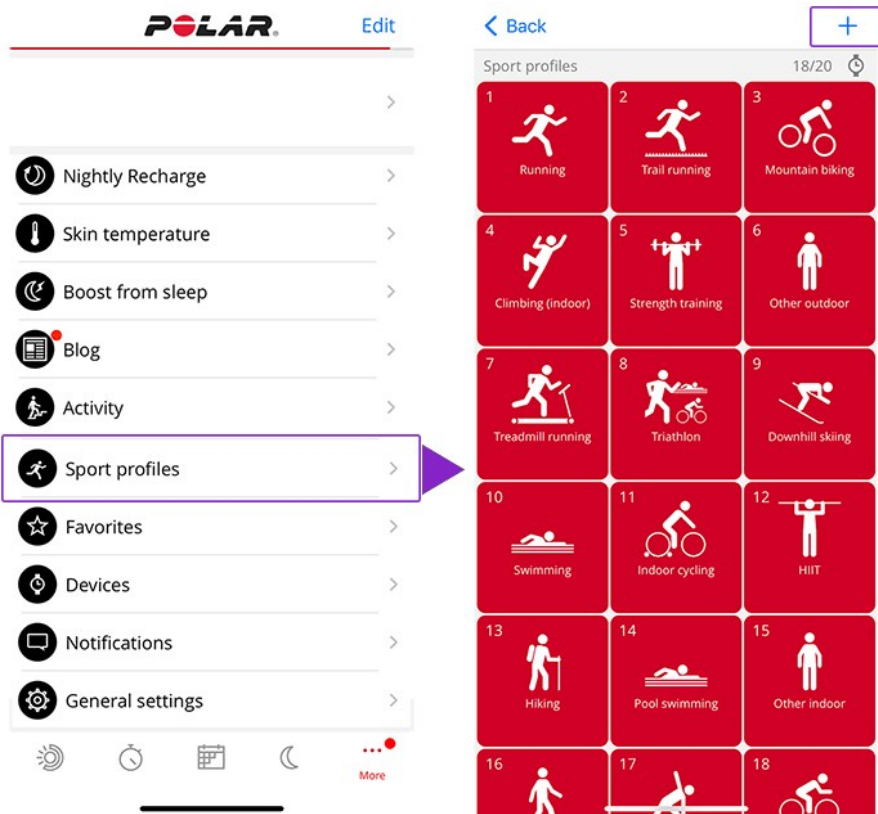 POLAR.
Edit
Nightly Recharge
Skin temperature
Boost from sleep
Blog
Activity
Sport profiles
Favorites
Devices
Notifications
General settings
More
Back
+
Sport profiles
18/20
1
Running
2
Trail running
3
Mountain biking
4
Climbing (indoor)
5
Strength training
6
Other outdoor
7
Treadmill running
8
Triathlon
9
Downhill skiing
10
Swimming
11
Indoor cycling
12
HIIT
13
Hiking
14
Pool swimming
15
Other indoor
16
17
18